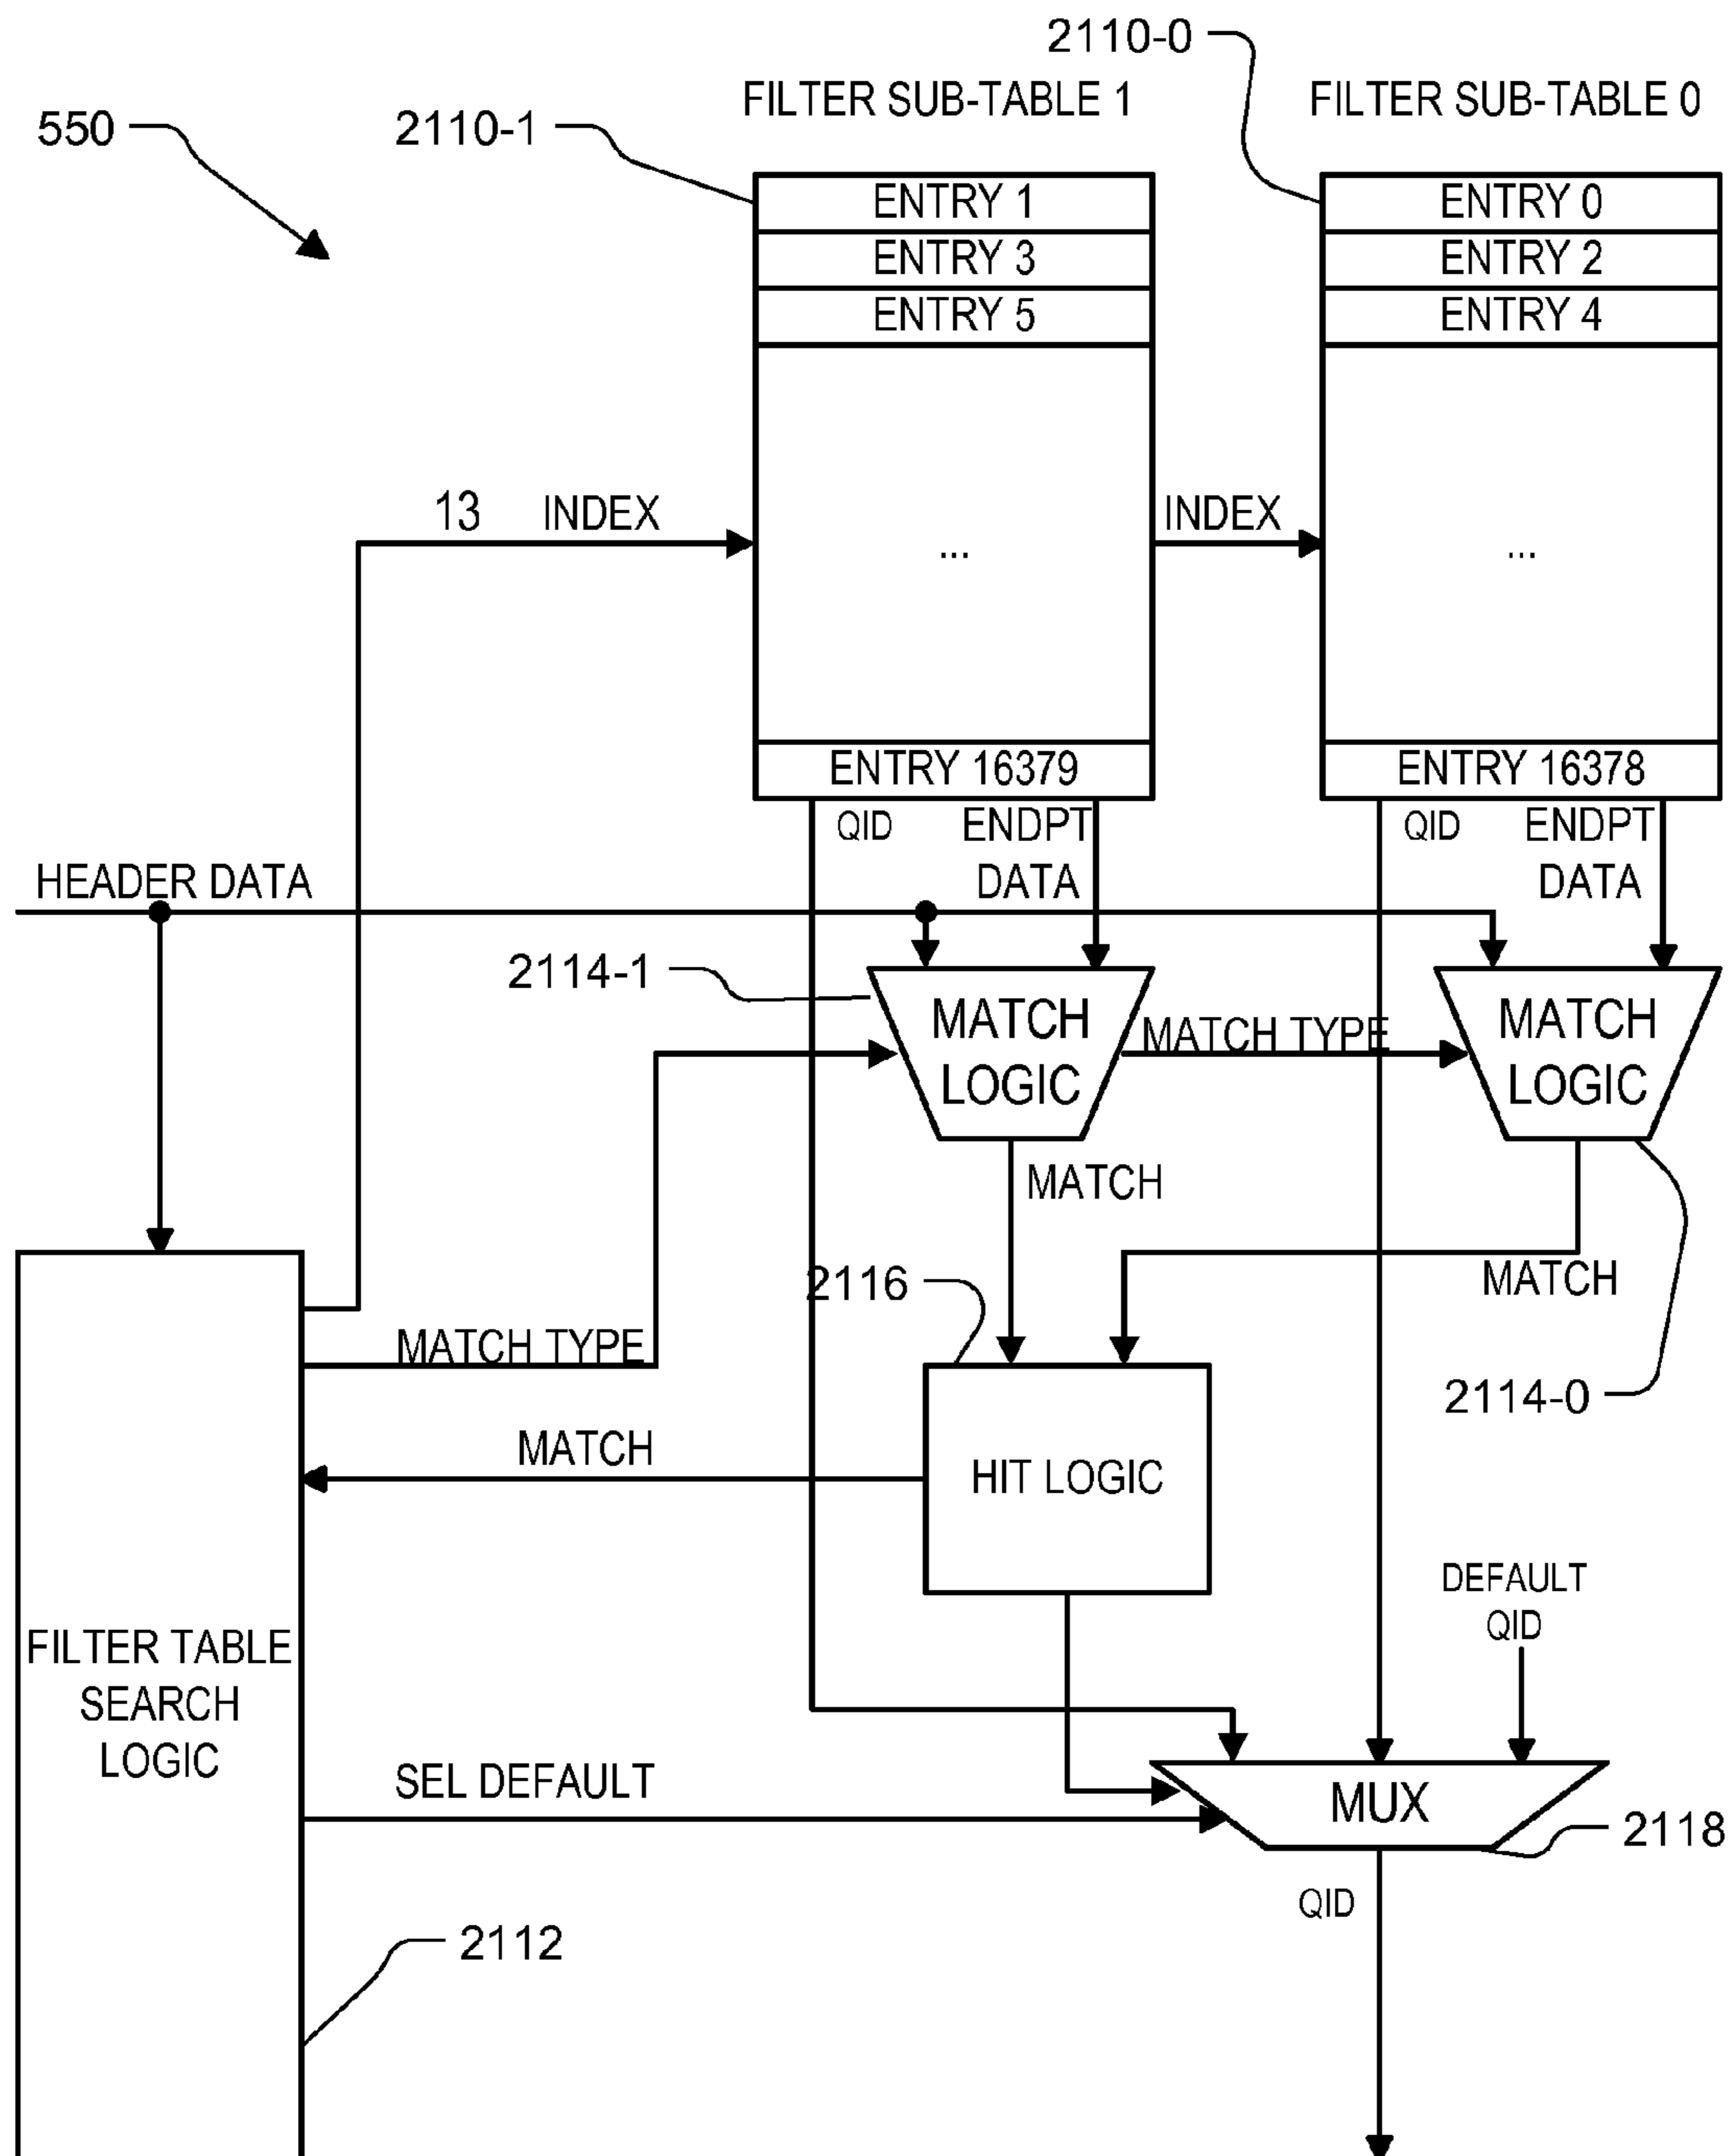 2110-0
FILTER SUB-TABLE 1
FILTER SUB-TABLE 0
550
2110-1
ENTRY 1
ENTRY 0
ENTRY 3
ENTRY 2
ENTRY 5
ENTRY 4
13
INDEX
INDEX
...
...
ENTRY 16379
ENTRY 16378
QID
ENDPT
DATA
QID
ENDPT
DATA
HEADER DATA
2114-1
MATCH
LOGIC
MATCH TYPE
MATCH
LOGIC
MATCH
2116
MATCH
MATCH TYPE
2114-0
MATCH
HIT LOGIC
DEFAULT
QID
FILTER TABLE
SEARCH
LOGIC
SEL DEFAULT
MUX
2118
QID
2112